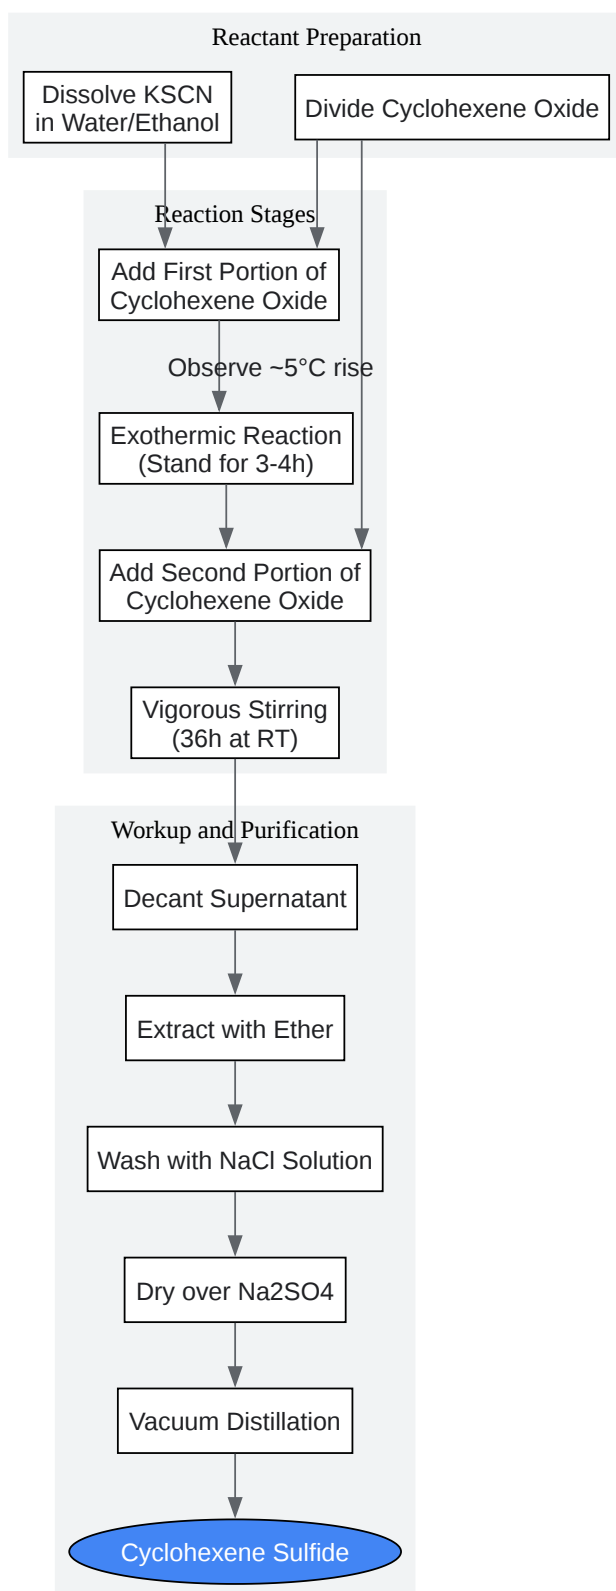 Reactant Preparation
Dissolve KSCN
in Water/Ethanol
Divide Cyclohexene Oxide
Reaction Stages
Add First Portion of
Cyclohexene Oxide
Observe ~5°C rise
Exothermic Reaction
(Stand for 3-4h)
Add Second Portion of
Cyclohexene Oxide
Vigorous Stirring
(36h at RT)
Workup and Purification
Decant Supernatant
Extract with Ether
Wash with NaCl Solution
Dry over Na2SO4
Vacuum Distillation
Cyclohexene Sulfide